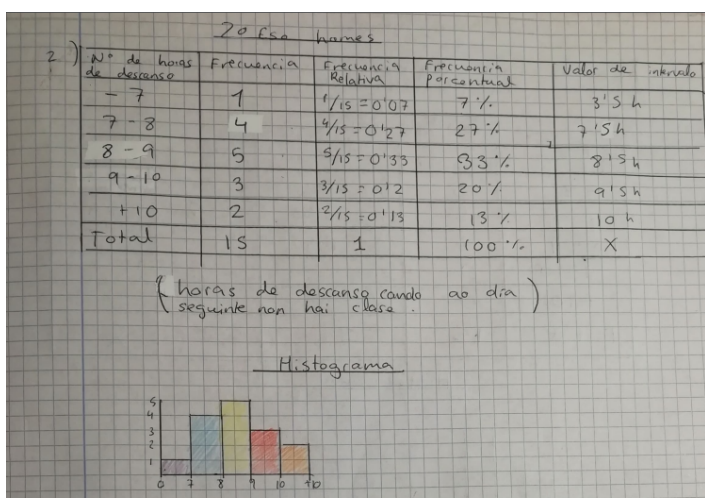 2º Eso homes
2)
Nº de horas de descanso | Frecuencia | Frecuencia Relativa | Frecuencia Porcentual | Valor de intervalo
- 7 | 1 | 1/15 = 0'07 | 7 % | 3'5 h
7 - 8 | 4 | 4/15 = 0'27 | 27 % | 7'5 h
8 - 9 | 5 | 5/15 = 0'33 | 33 % | 8'5 h
9 - 10 | 3 | 3/15 = 0'2 | 20 % | 9'5 h
+ 10 | 2 | 2/15 = 0'13 | 13 % | 10 h
Total | 15 | 1 | 100 % | X
( horas de descanso cando ao día
seguinte non hai clase. )
Histograma
5
4
3
2
1
0 7 8 9 10 +10